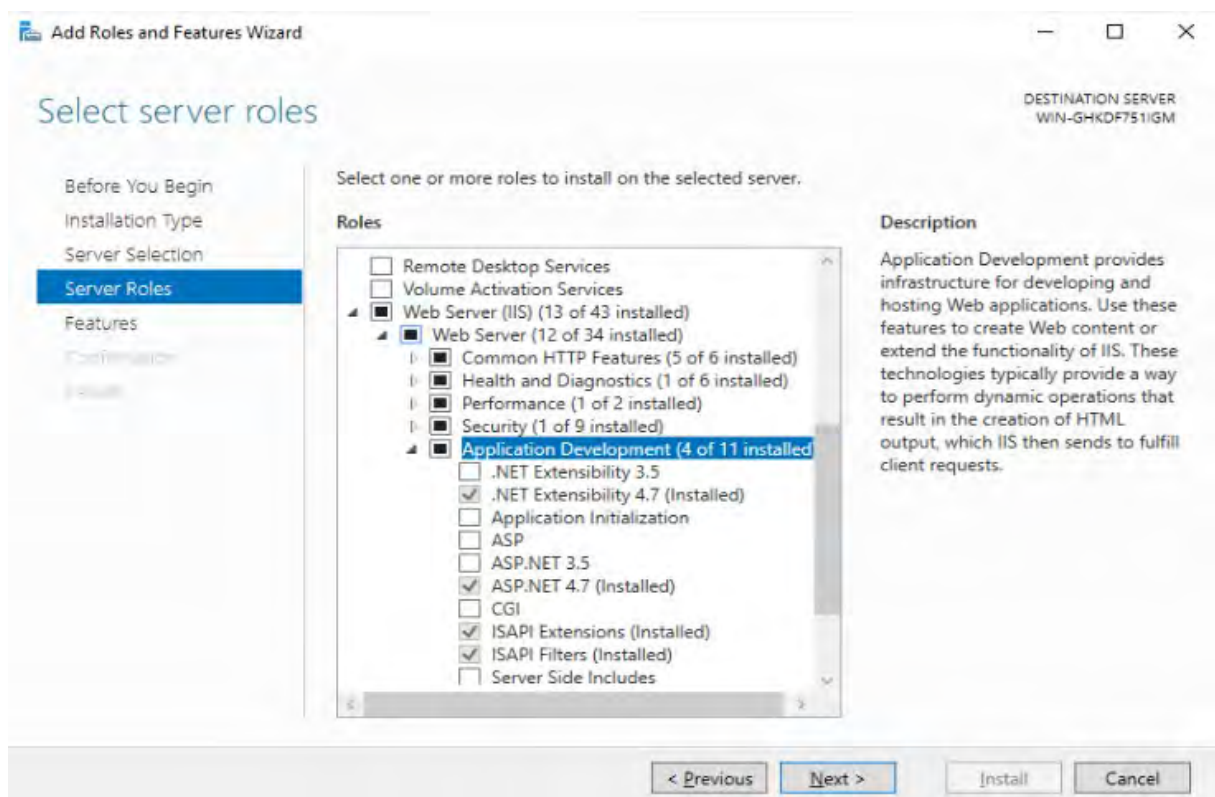 Add Roles and Features Wizard
Select server roles
DESTINATION SERVER
WIN-GHKDF751IGM
Before You Begin
Installation Type
Server Selection
Server Roles
Features
Confirmation
Results
Select one or more roles to install on the selected server.
Roles
Remote Desktop Services
Volume Activation Services
Web Server (IIS) (13 of 43 installed)
Web Server (12 of 34 installed)
Common HTTP Features (5 of 6 installed)
Health and Diagnostics (1 of 6 installed)
Performance (1 of 2 installed)
Security (1 of 9 installed)
Application Development (4 of 11 installed
.NET Extensibility 3.5
.NET Extensibility 4.7 (Installed)
Application Initialization
ASP
ASP.NET 3.5
ASP.NET 4.7 (Installed)
CGI
ISAPI Extensions (Installed)
ISAPI Filters (Installed)
Server Side Includes
Description
Application Development provides
infrastructure for developing and
hosting Web applications. Use these
features to create Web content or
extend the functionality of IIS. These
technologies typically provide a way
to perform dynamic operations that
result in the creation of HTML
output, which IIS then sends to fulfill
client requests.
< Previous
Next >
Install
Cancel